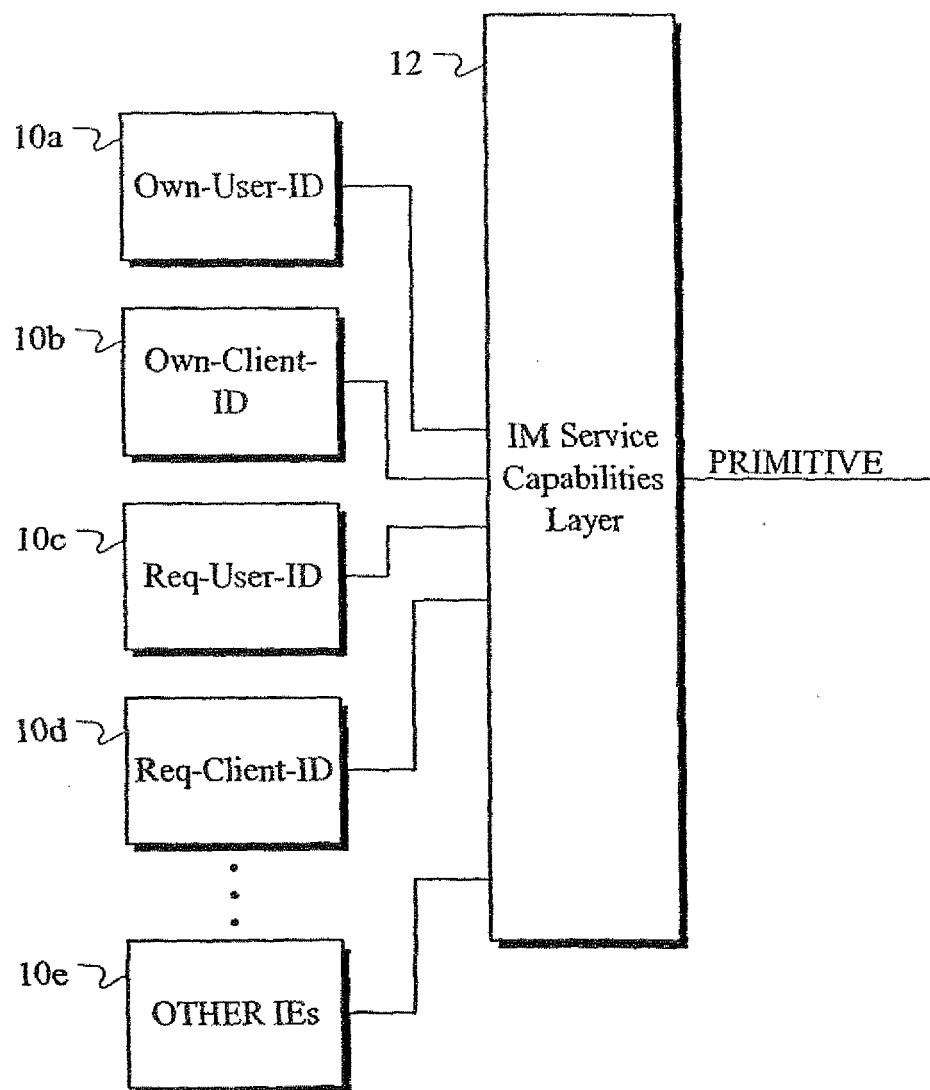 12
10a
Own-User-ID
10b
Own-Client-
ID
IM Service
Capabilities
Layer
PRIMITIVE
10c
Req-User-ID
10d
Req-Client-ID
10e
OTHER IEs